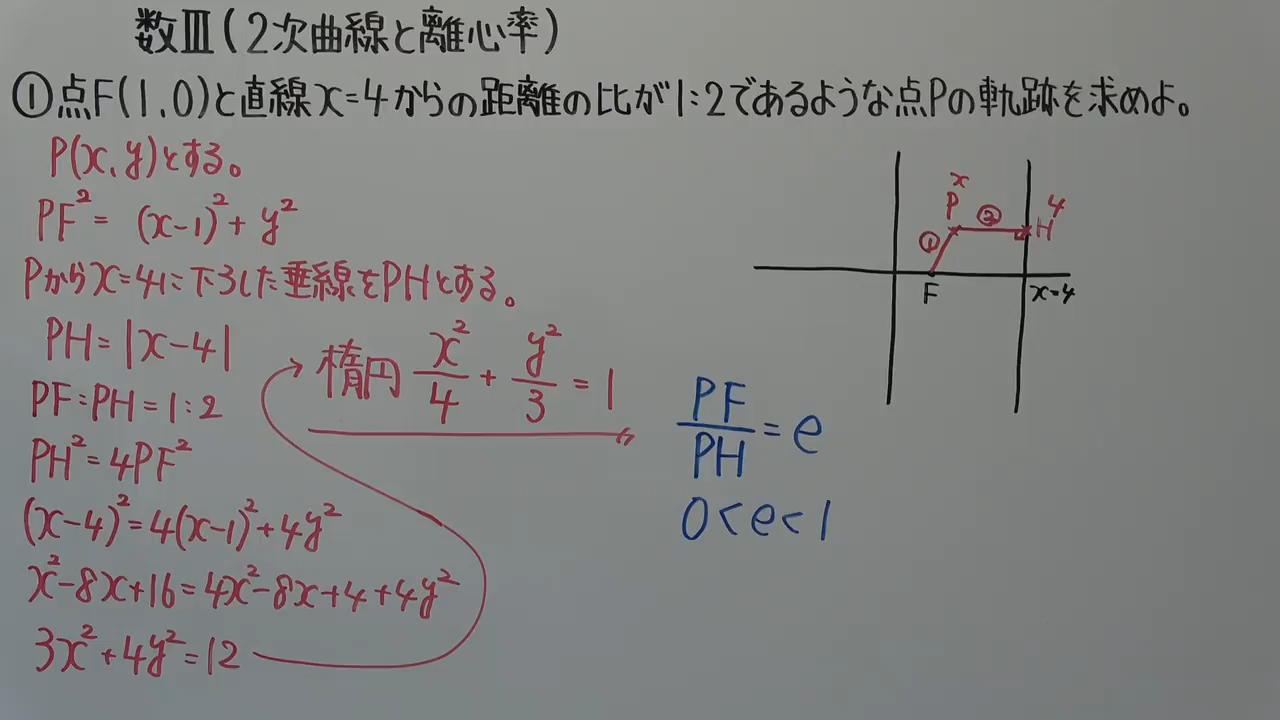 数Ⅲ(2次曲線と離心率)
①点F(1,0)と直線x=4からの距離の比が1:2であるような点Pの軌跡を求めよ。
P(x,y)とする。
PF²= (x-1)²+y²
Pからx=4に下ろした垂線をPHとする。
PH=|x-4|
PF:PH=1:2
PH²=4PF²
(x-4)²=4(x-1)²+4y²
x²-8x+16=4x²-8x+4+4y²
3x²+4y²=12
楕円 x²/4 + y²/3 = 1
PF/PH = e
0<e<1
x
P
②
4
H
①
F
x=4